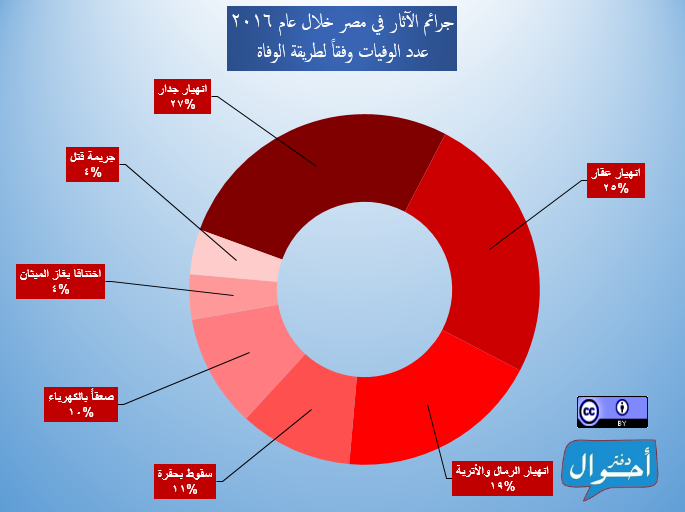 جرائم الآثار في مصر خلال عام ٢٠١٦
عدد الوفيات وفقاً لطريقة الوفاة
انهيار جدار
٢٧%
جريمة قتل
٤%
انهيار عقار
٢٥%
اختناقا بغاز الميثان
٤%
صعقاً بالكهرباء
١٠%
سقوط بحفرة
١١%
انهيار الرمال والأتربة
١٩%
cc
BY
دفتر
أحوال